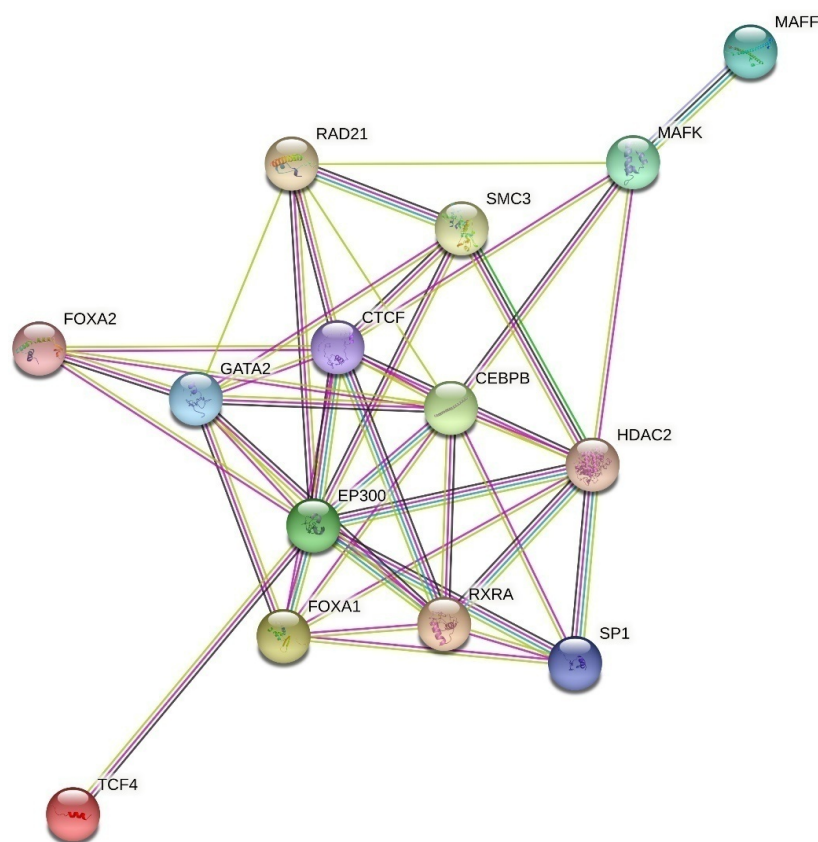 MAFF
RAD21
MAFK
SMC3
CTCF
FOXA2
GATA2
CEBPB
HDAC2
EP300
RXRA
FOXA1
SP1
TCF4